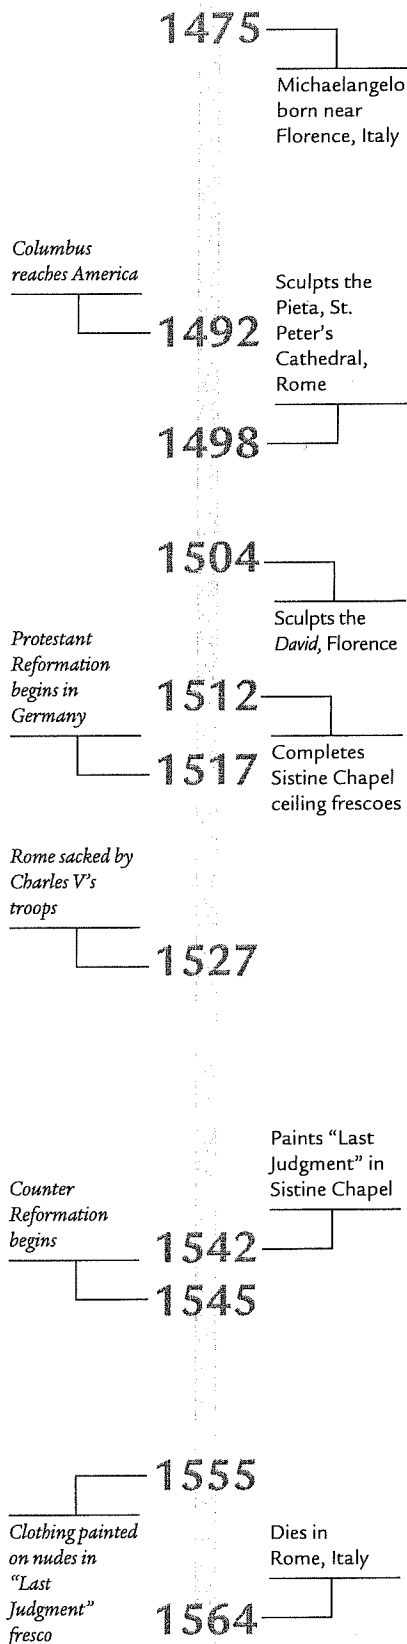 1475
Michaelangelo
born near
Florence, Italy
Columbus
reaches America
1492
Sculpts the
Pieta, St.
Peter's
Cathedral,
Rome
1498
1504
Sculpts the
David, Florence
Protestant
Reformation
begins in
Germany
1512
Completes
Sistine Chapel
ceiling frescoes
1517
Rome sacked by
Charles V's
troops
1527
Paints “Last
Judgment” in
Sistine Chapel
1542
Counter
Reformation
begins
1545
1555
Clothing painted
on nudes in
“Last
Judgment”
fresco
Dies in
Rome, Italy
1564